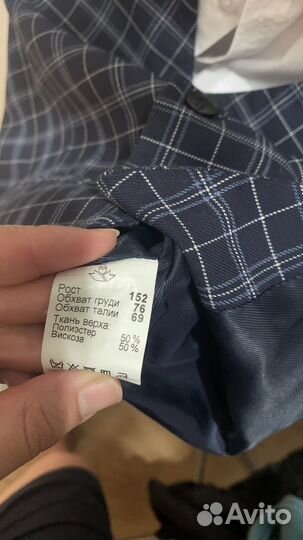 Рост 152
Обхват груди 76
Обхват талии 69
Ткань верха:
Полиэстер 50%
Вискоза 50%
Avito